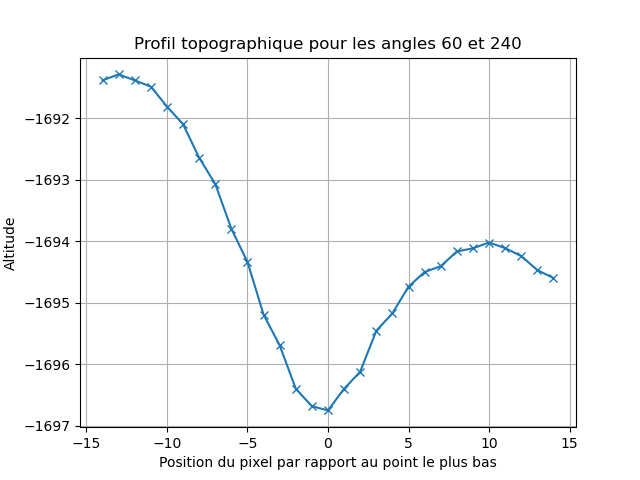 Profil topographique pour les angles 60 et 240
Altitude
−1692
−1693
−1694
−1695
−1696
−1697
−15 −10 −5 0 5 10 15
Position du pixel par rapport au point le plus bas